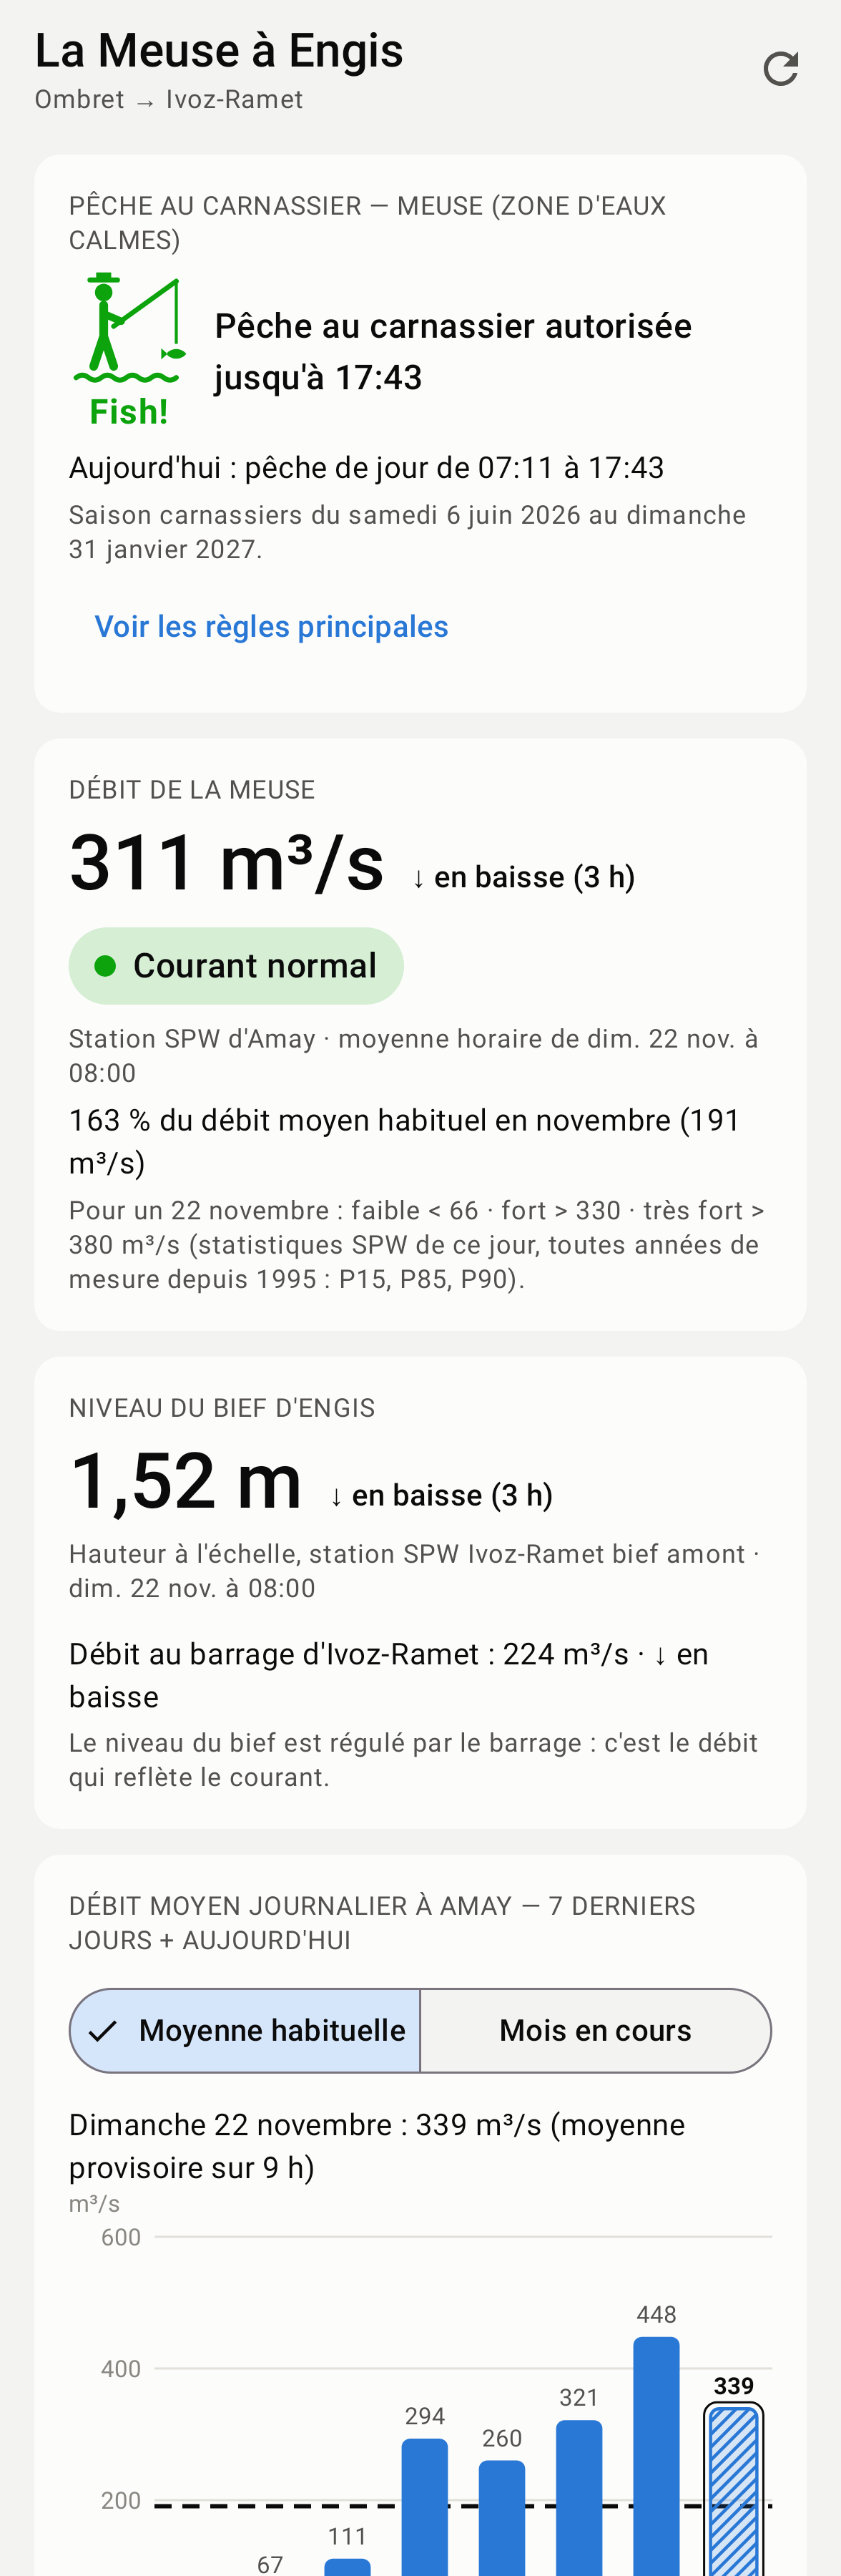 La Meuse à Engis
Ombret → Ivoz-Ramet
PÊCHE AU CARNASSIER — MEUSE (ZONE D'EAUX
CALMES)
Pêche au carnassier autorisée
jusqu'à 17:43
Fish!
Aujourd'hui : pêche de jour de 07:11 à 17:43
Saison carnassiers du samedi 6 juin 2026 au dimanche
31 janvier 2027.
Voir les règles principales
DÉBIT DE LA MEUSE
311 m³/s ↓ en baisse (3 h)
Courant normal
Station SPW d'Amay · moyenne horaire de dim. 22 nov. à
08:00
163 % du débit moyen habituel en novembre (191
m³/s)
Pour un 22 novembre : faible < 66 · fort > 330 · très fort >
380 m³/s (statistiques SPW de ce jour, toutes années de
mesure depuis 1995 : P15, P85, P90).
NIVEAU DU BIEF D'ENGIS
1,52 m ↓ en baisse (3 h)
Hauteur à l'échelle, station SPW Ivoz-Ramet bief amont ·
dim. 22 nov. à 08:00
Débit au barrage d'Ivoz-Ramet : 224 m³/s · ↓ en
baisse
Le niveau du bief est régulé par le barrage : c'est le débit
qui reflète le courant.
DÉBIT MOYEN JOURNALIER À AMAY — 7 DERNIERS
JOURS + AUJOURD'HUI
Moyenne habituelle
Mois en cours
Dimanche 22 novembre : 339 m³/s (moyenne
provisoire sur 9 h)
m³/s
600
448
400
339
321
294
260
200
111
67